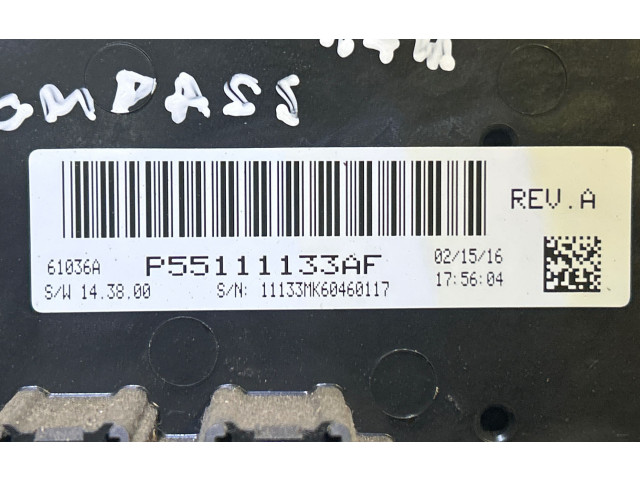 OMPASS
REV.A
61036A P55111133AF 02/15/16
S/W 14.38.00 S/N: 11133MK60460117 17:56:04